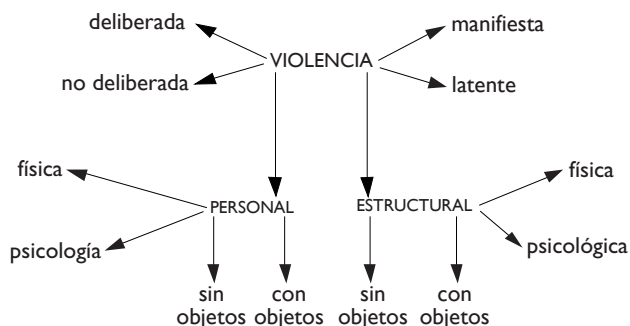 deliberada
manifiesta
VIOLENCIA
no deliberada
latente
física
física
PERSONAL
ESTRUCTURAL
psicología
psicológica
sin
objetos
con
objetos
sin
objetos
con
objetos